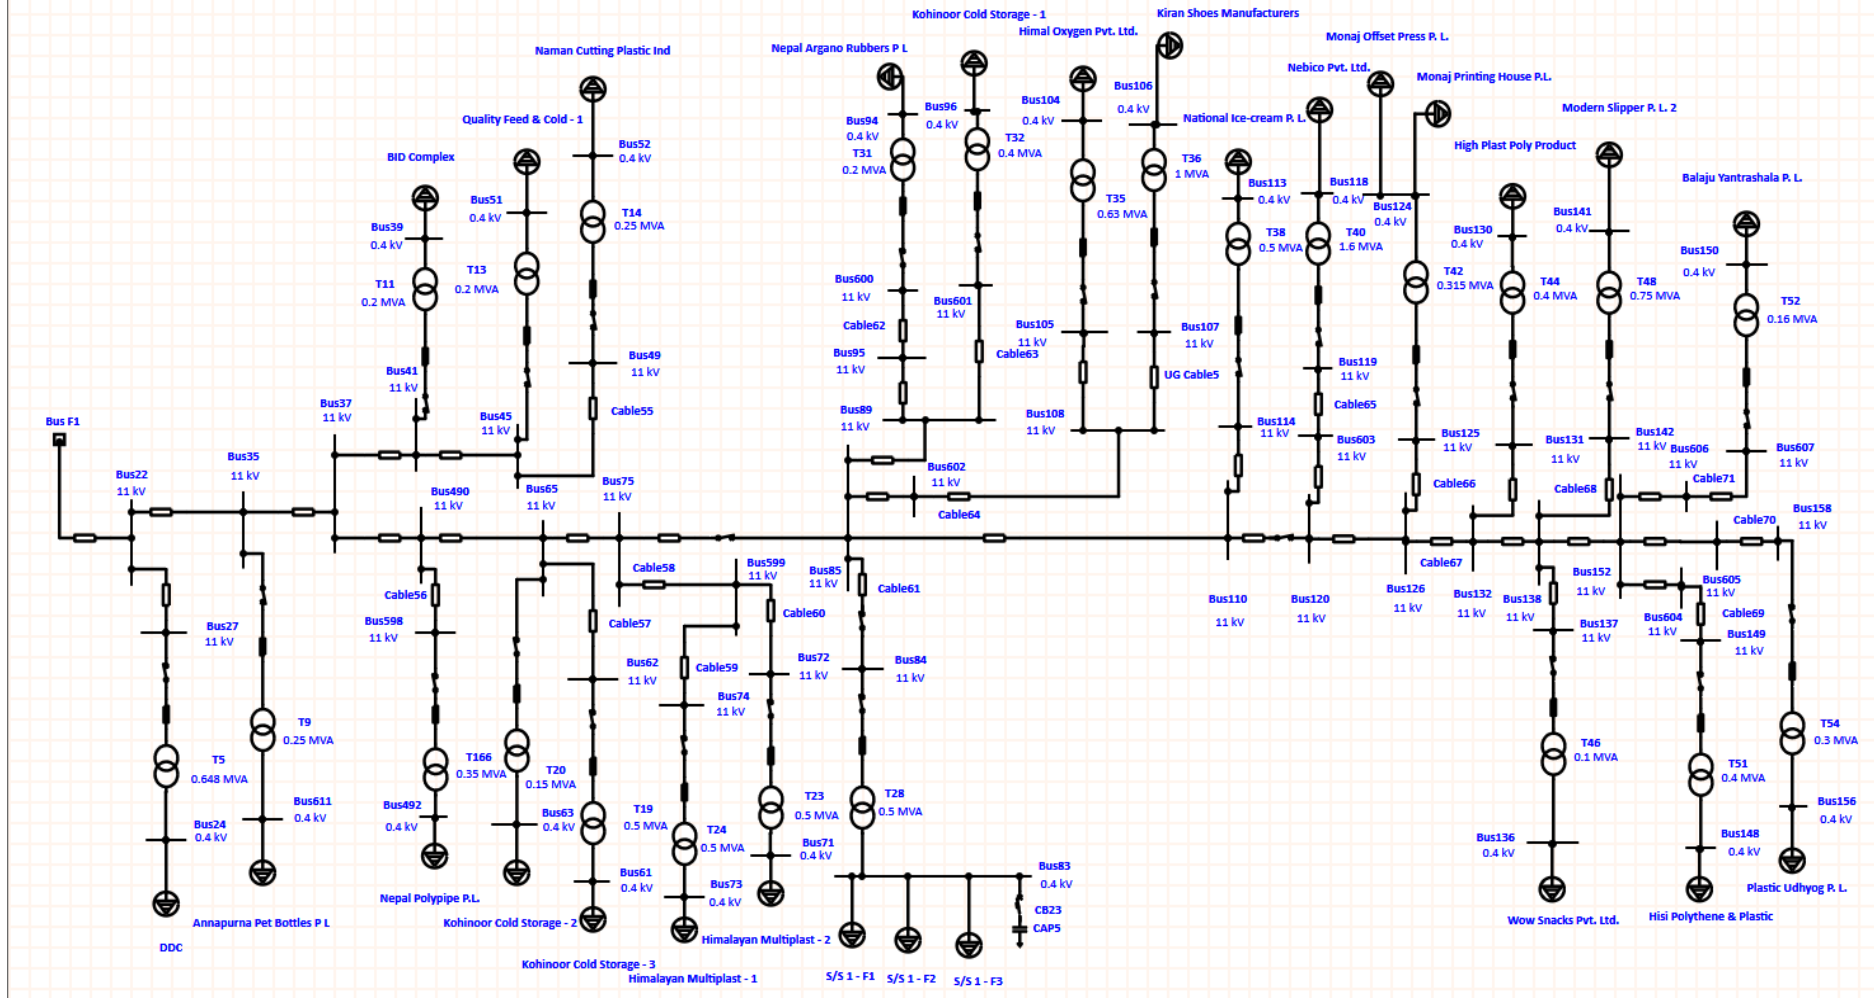 Kohinoor Cold Storage - 1
Kiran Shoes Manufacturers
Himal Oxygen Pvt. Ltd.
Monaj Offset Press P. L.
Naman Cutting Plastic Ind
Nepal Argano Rubbers P L
Nebico Pvt. Ltd.
Monaj Printing House P.L.
Modern Slipper P. L. 2
Quality Feed & Cold - 1
National Ice-cream P. L.
High Plast Poly Product
BID Complex
Balaju Yantrashala P. L.
Bus52
0.4 kV
Bus94
0.4 kV
T31
0.2 MVA
Bus96
0.4 kV
T32
0.4 MVA
Bus104
0.4 kV
Bus106
0.4 kV
T36
1 MVA
T35
0.63 MVA
Bus113
0.4 kV
T38
0.5 MVA
Bus118
0.4 kV
T40
1.6 MVA
Bus124
0.4 kV
T42
0.315 MVA
Bus130
0.4 kV
T44
0.4 MVA
Bus141
0.4 kV
T48
0.75 MVA
Bus150
0.4 kV
T52
0.16 MVA
Bus39
0.4 kV
T11
0.2 MVA
Bus51
0.4 kV
T13
0.2 MVA
T14
0.25 MVA
Bus600
11 kV
Bus601
11 kV
Cable62
Bus95
11 kV
Cable63
Bus105
11 kV
Bus107
11 kV
UG Cable5
Bus119
11 kV
Cable65
Bus49
11 kV
Cable55
Bus41
11 kV
Bus37
11 kV
Bus45
11 kV
Bus89
11 kV
Bus108
11 kV
Bus114
11 kV
Bus603
11 kV
Bus125
11 kV
Cable66
Bus131
11 kV
Bus142
11 kV
Cable68
Bus606
11 kV
Cable71
Bus607
11 kV
Bus F1
Bus22
11 kV
Bus35
11 kV
Bus490
11 kV
Bus65
11 kV
Bus75
11 kV
Bus602
11 kV
Cable64
Cable70
Bus158
11 kV
Cable58
Bus599
11 kV
Bus85
11 kV
Cable61
Cable67
Bus110
11 kV
Bus120
11 kV
Bus126
11 kV
Bus132
11 kV
Bus138
11 kV
Bus152
11 kV
Bus605
11 kV
Bus604
11 kV
Cable69
Cable56
Bus598
11 kV
Cable57
Cable60
Bus27
11 kV
Bus62
11 kV
Cable59
Bus72
11 kV
Bus84
11 kV
Bus137
11 kV
Bus149
11 kV
Bus74
11 kV
T5
0.648 MVA
T9
0.25 MVA
T166
0.35 MVA
T20
0.15 MVA
T19
0.5 MVA
T24
0.5 MVA
T23
0.5 MVA
T28
0.5 MVA
T46
0.1 MVA
T51
0.4 MVA
T54
0.3 MVA
Bus24
0.4 kV
Bus611
0.4 kV
Bus492
0.4 kV
Bus63
0.4 kV
Bus61
0.4 kV
Bus73
0.4 kV
Bus71
0.4 kV
Bus83
0.4 kV
CB23
CAP5
Bus136
0.4 kV
Bus148
0.4 kV
Bus156
0.4 kV
DDC
Annapurna Pet Bottles P L
Nepal Polypipe P.L.
Kohinoor Cold Storage - 2
Kohinoor Cold Storage - 3
Himalayan Multiplast - 1
Himalayan Multiplast - 2
S/S 1 - F1
S/S 1 - F2
S/S 1 - F3
Wow Snacks Pvt. Ltd.
Hisi Polythene & Plastic
Plastic Udhyog P. L.